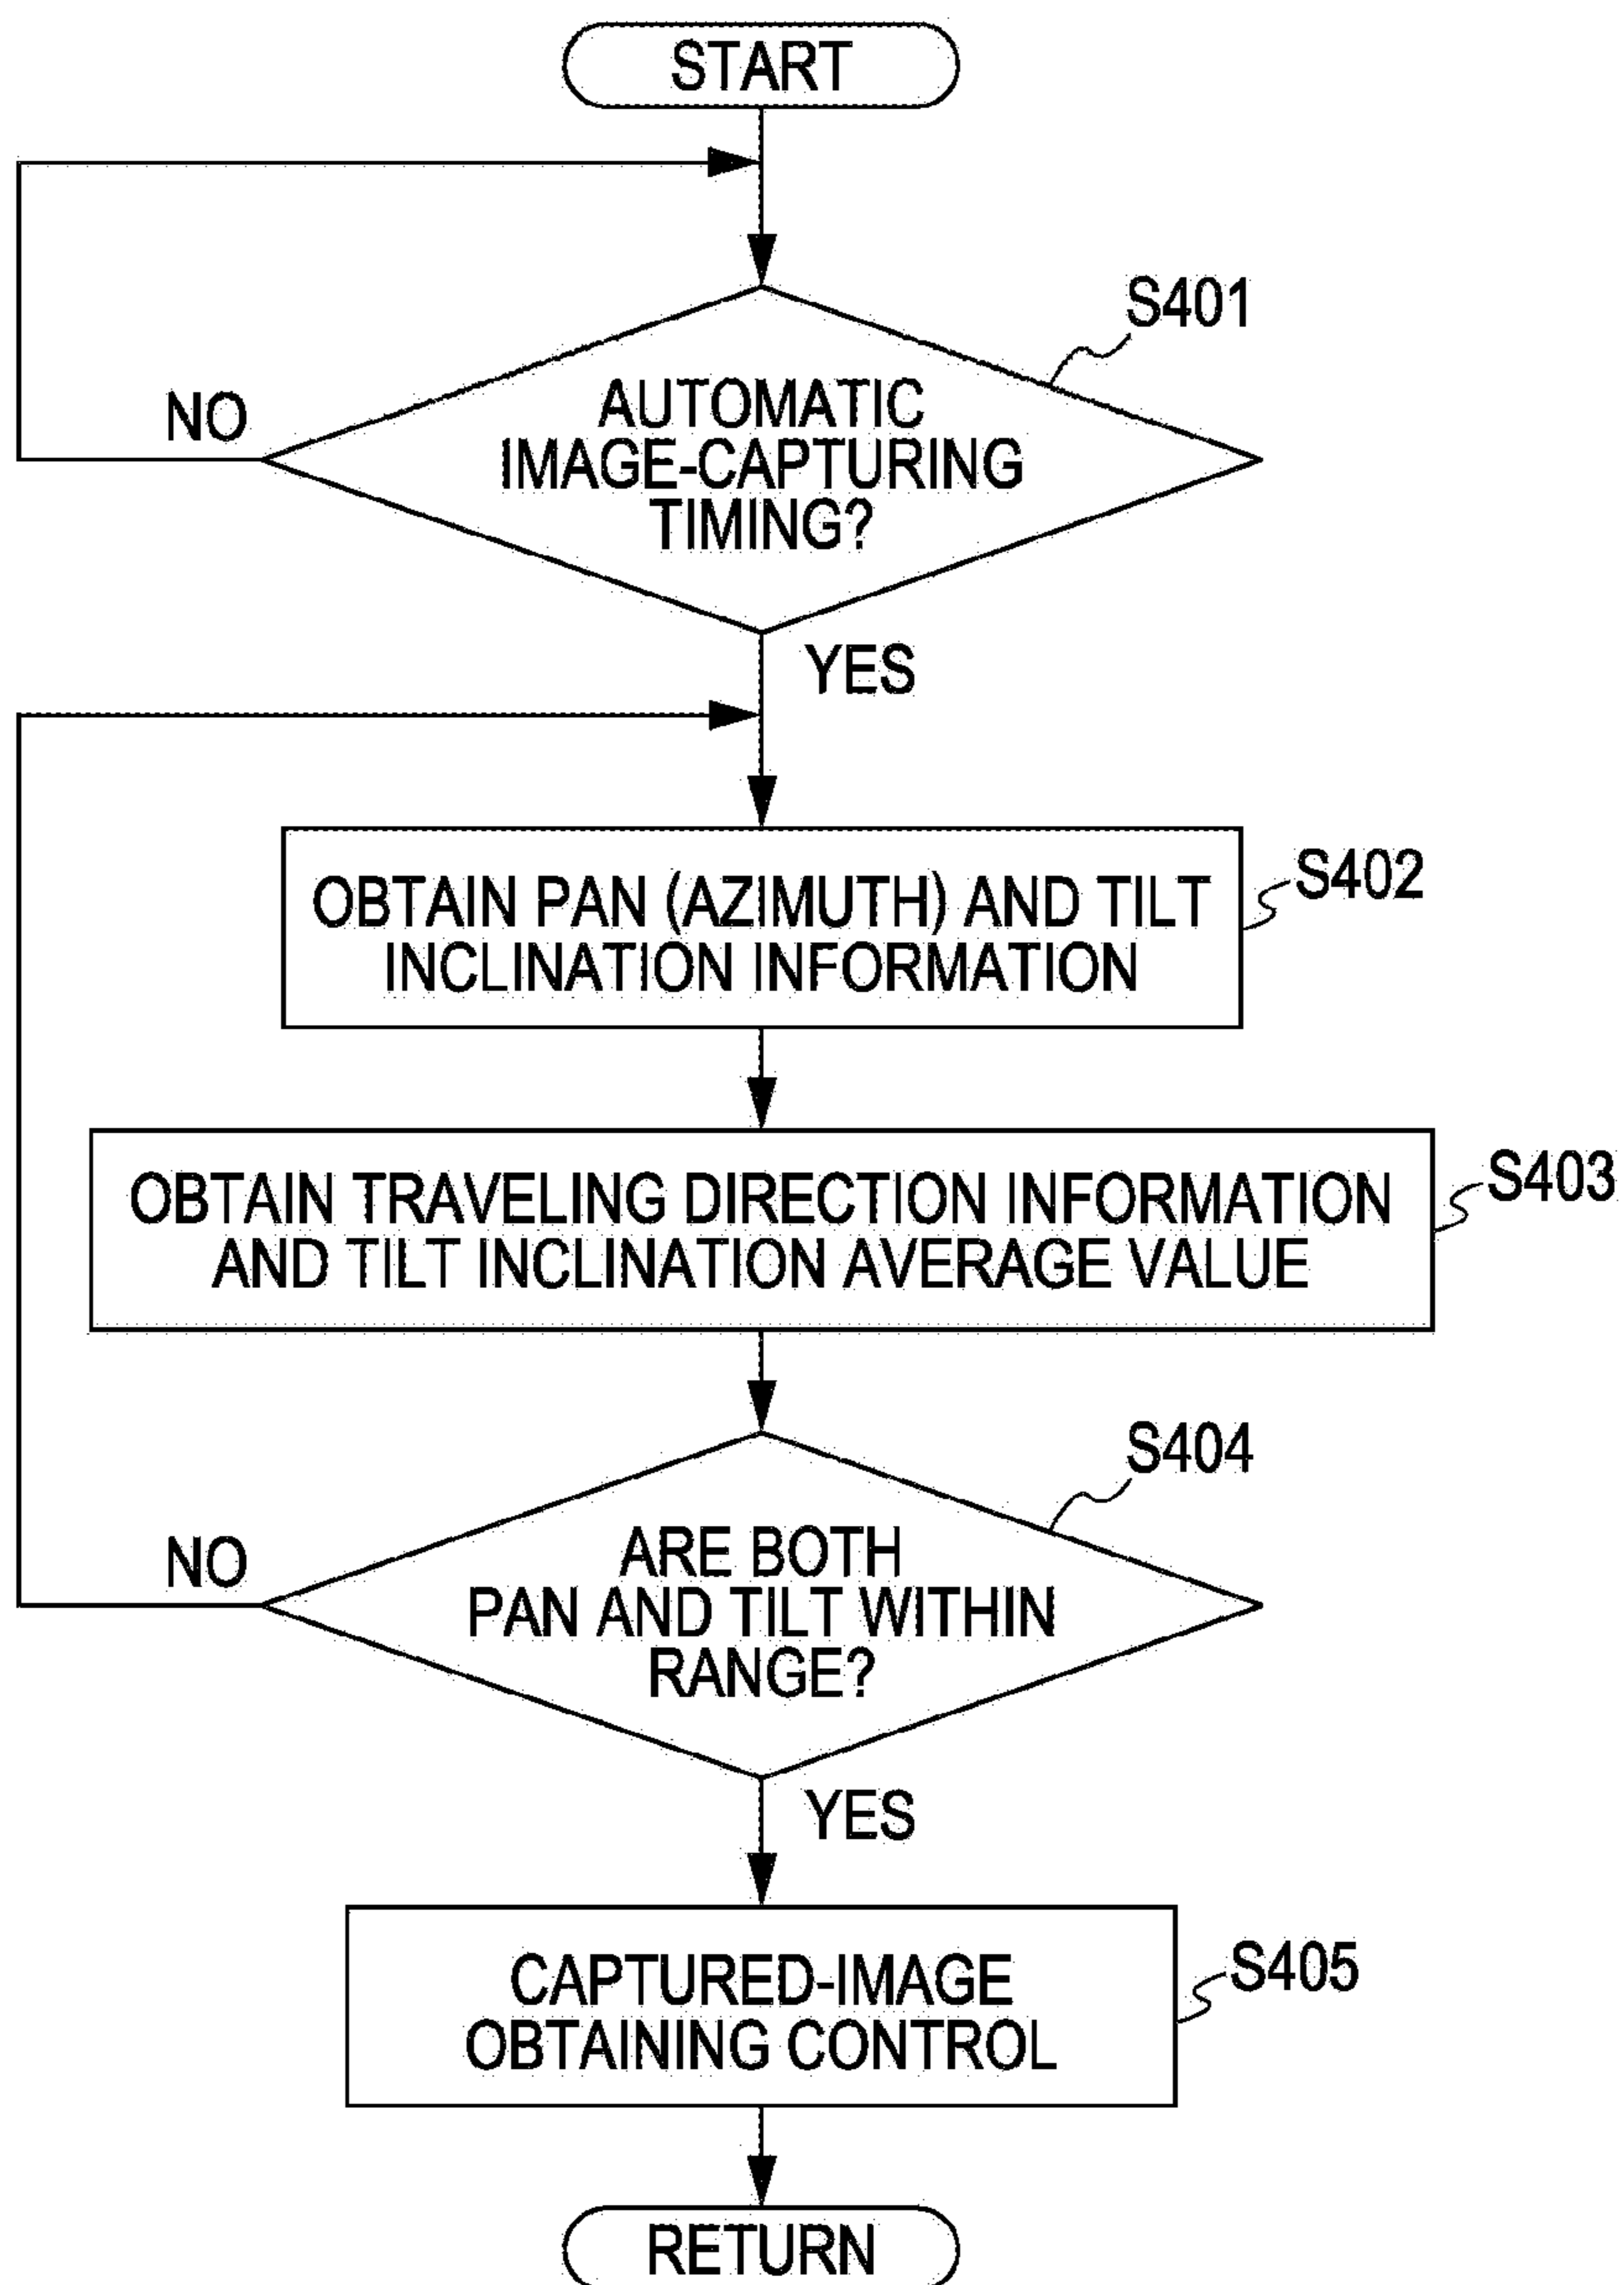 START
S401
NO
AUTOMATIC
IMAGE-CAPTURING
TIMING?
YES
S402
OBTAIN PAN (AZIMUTH) AND TILT
INCLINATION INFORMATION
S403
OBTAIN TRAVELING DIRECTION INFORMATION
AND TILT INCLINATION AVERAGE VALUE
S404
NO
ARE BOTH
PAN AND TILT WITHIN
RANGE?
YES
S405
CAPTURED-IMAGE
OBTAINING CONTROL
RETURN